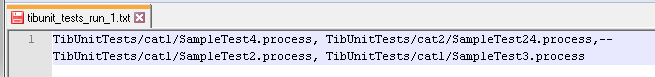 tibunit_tests_run_1.txt
1 TibUnitTests/cat1/SampleTest4.process, TibUnitTests/cat2/SampleTest24.process,--
TibUnitTests/cat1/SampleTest2.process, TibUnitTests/cat1/SampleTest3.process